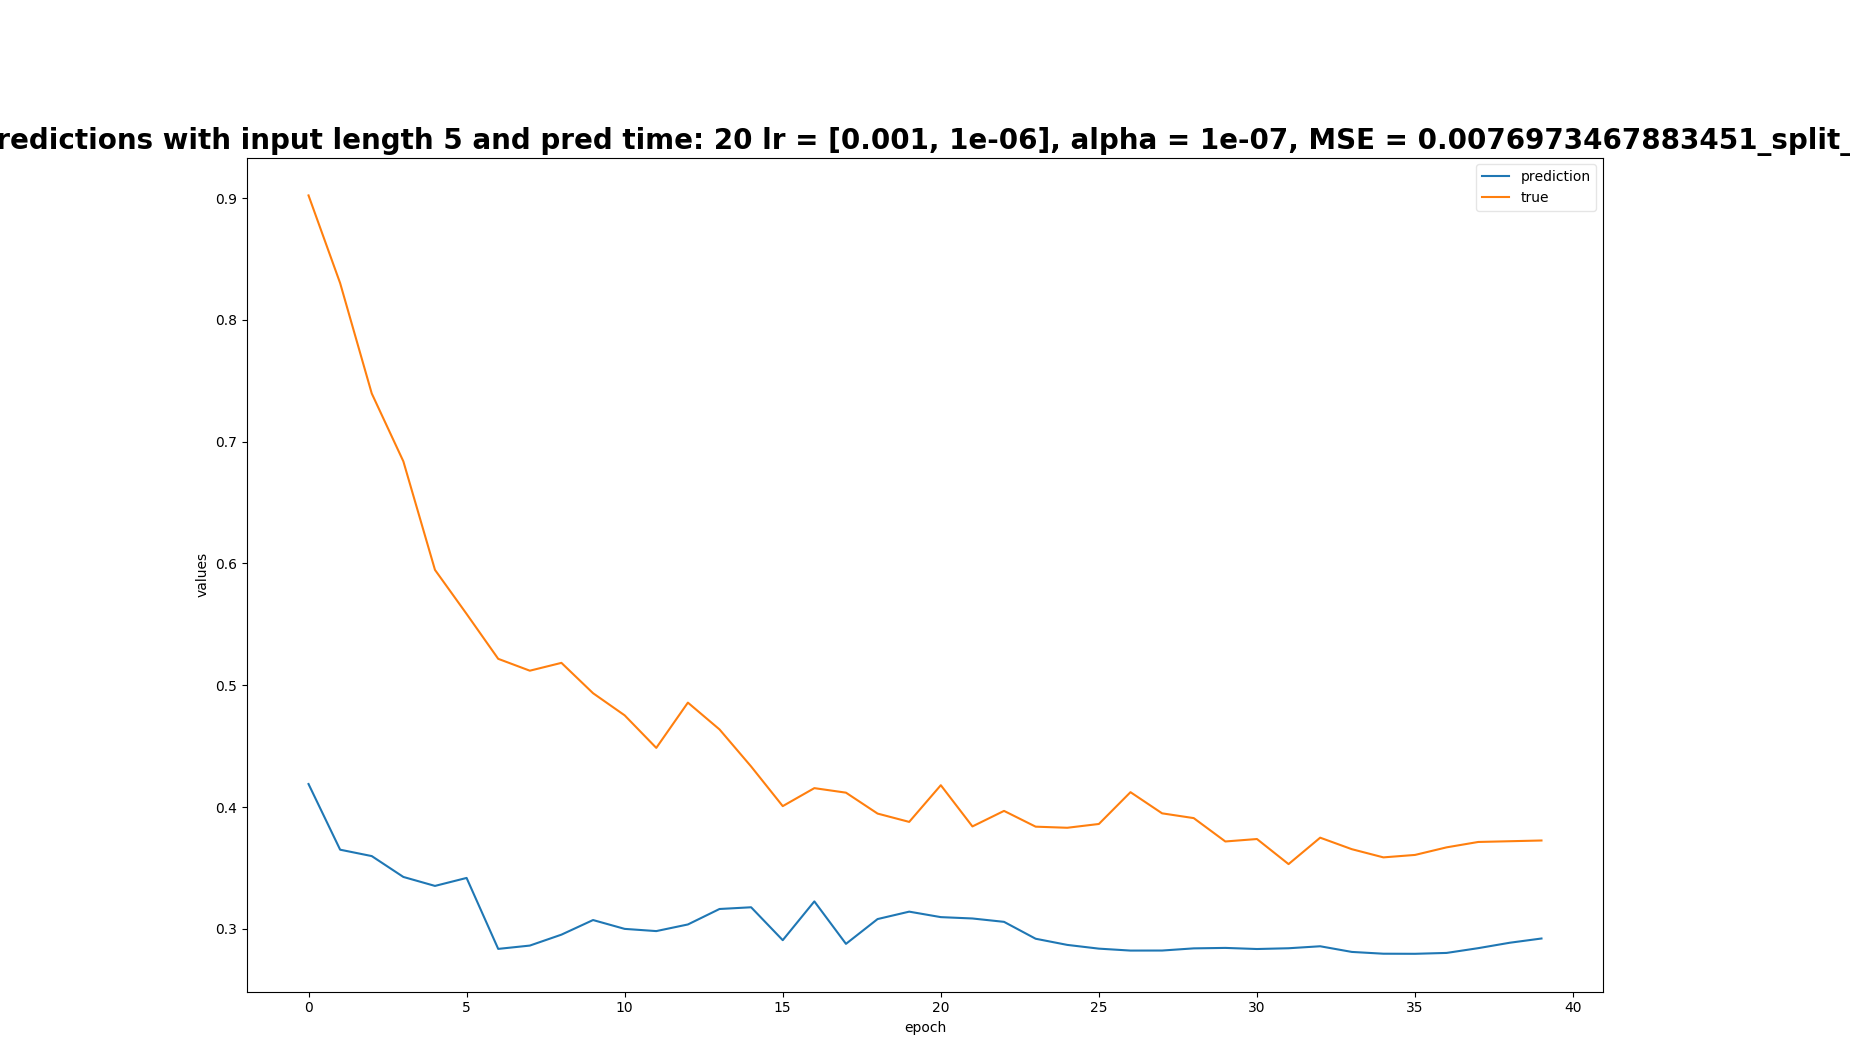 redictions with input length 5 and pred time: 20 lr = [0.001, 1e-06], alpha = 1e-07, MSE = 0.0076973467883451_split_
prediction
true
0.9
0.8
0.7
0.6
0.5
0.4
0.3
values
0 5 10 15 20 25 30 35 40
epoch